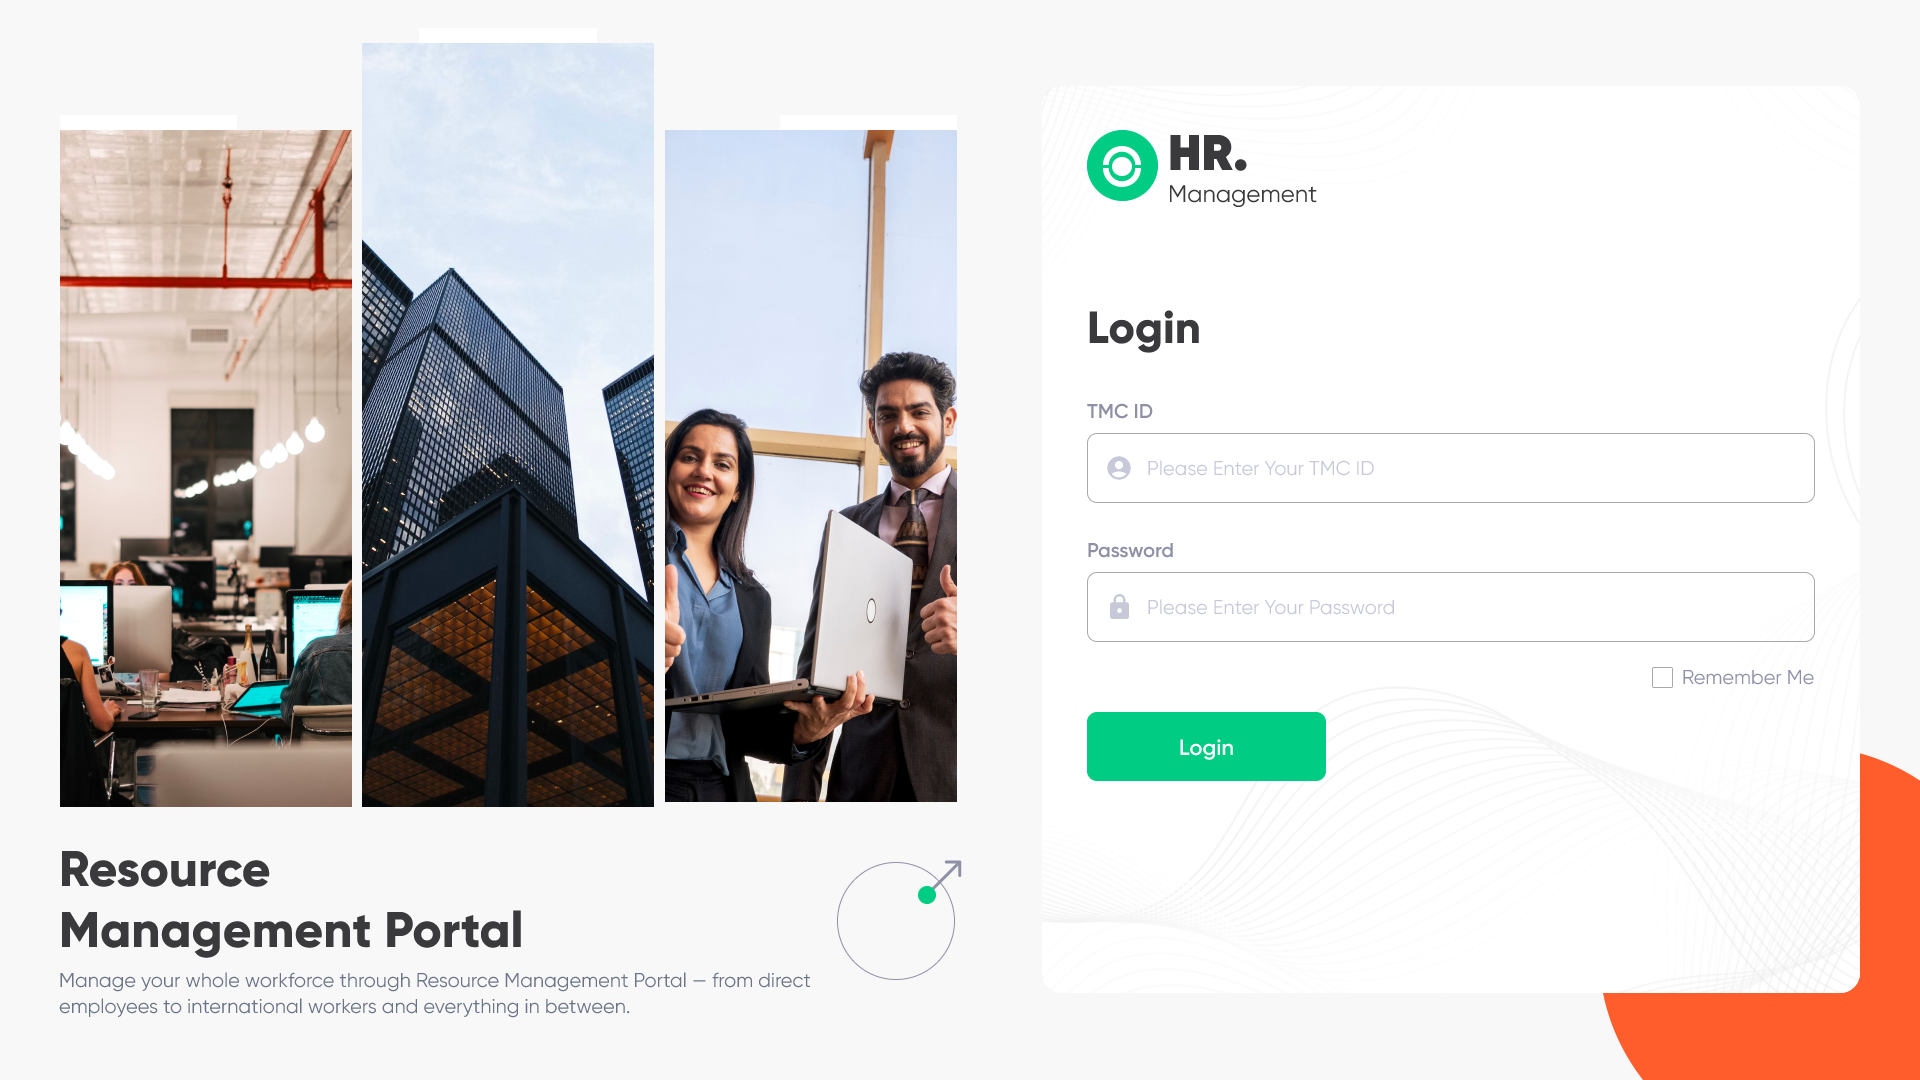 HR.
Management
Login
TMC ID
Please Enter Your TMC ID
Password
Please Enter Your Password
Remember Me
Login
Resource
Management Portal
Manage your whole workforce through Resource Management Portal – from direct
employees to international workers and everything in between.